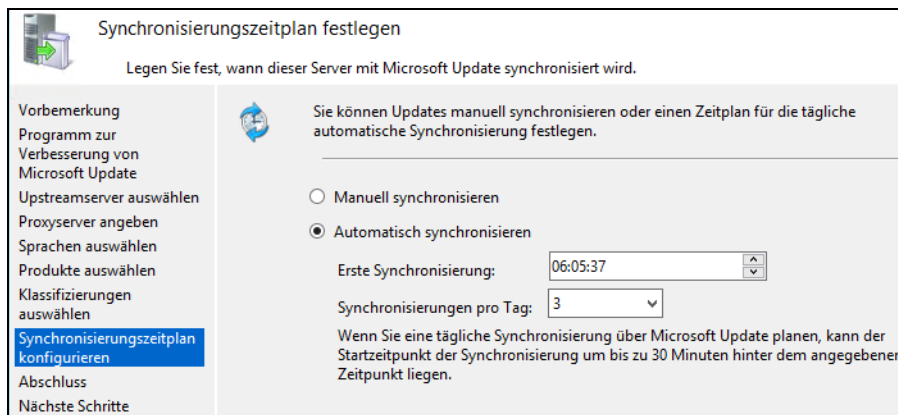 Synchronisierungszeitplan festlegen
Legen Sie fest, wann dieser Server mit Microsoft Update synchronisiert wird.
Vorbemerkung
Programm zur
Verbesserung von
Microsoft Update
Upstreamserver auswählen
Proxyserver angeben
Sprachen auswählen
Produkte auswählen
Klassifizierungen
auswählen
Synchronisierungszeitplan
konfigurieren
Abschluss
Nächste Schritte
Sie können Updates manuell synchronisieren oder einen Zeitplan für die tägliche
automatische Synchronisierung festlegen.
Manuell synchronisieren
Automatisch synchronisieren
Erste Synchronisierung: 06:05:37
Synchronisierungen pro Tag: 3
Wenn Sie eine tägliche Synchronisierung über Microsoft Update planen, kann der
Startzeitpunkt der Synchronisierung um bis zu 30 Minuten hinter dem angegebenen
Zeitpunkt liegen.